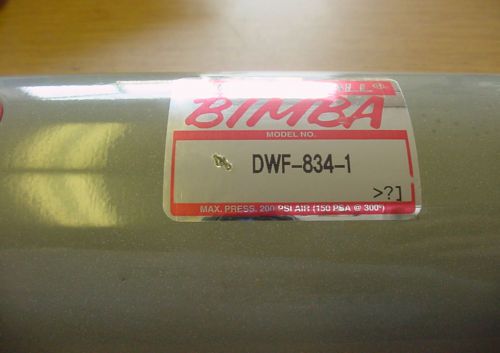 BIMBA
MODEL NO.
DWF-834-1
>?]
MAX. PRESS. 200 PSI AIR (150 PSA @ 300°)